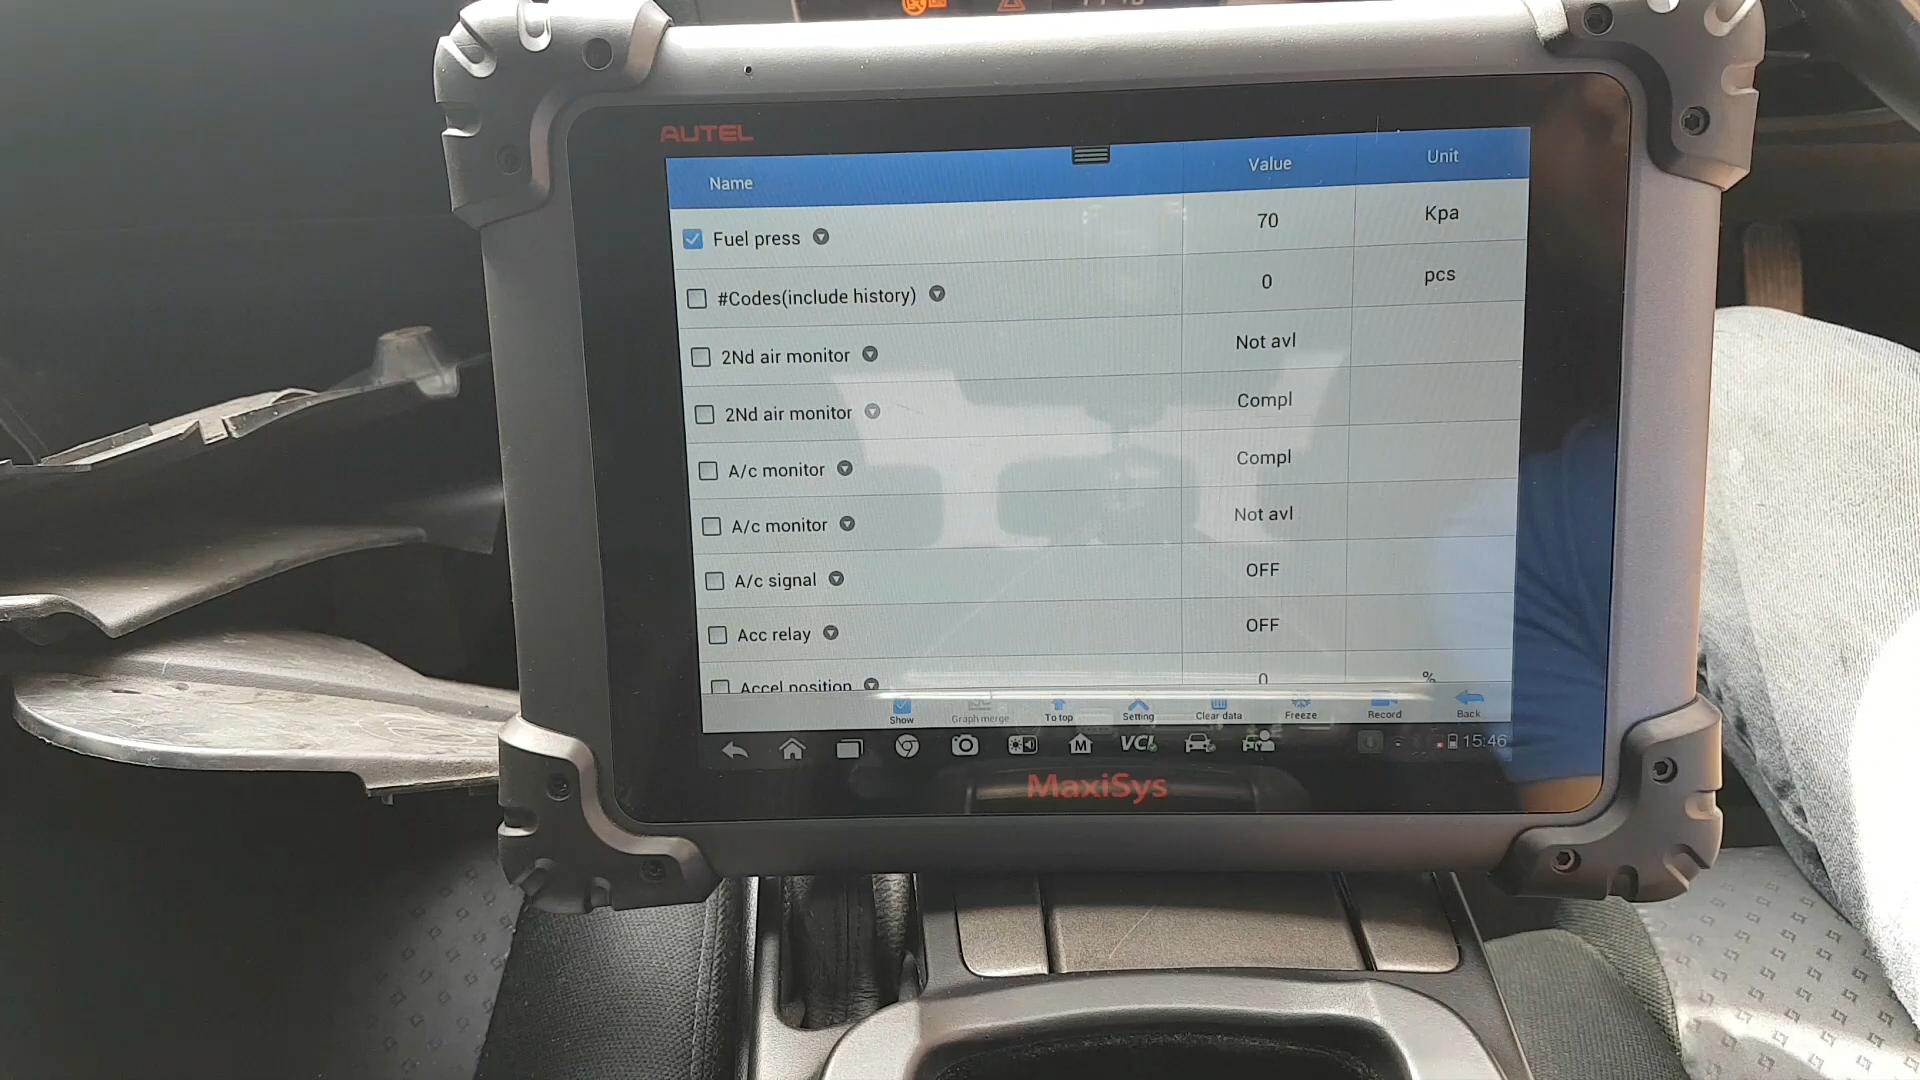 AUTEL
Name Value Unit
Fuel press 70 Kpa
#Codes(include history) 0 pcs
2Nd air monitor Not avl
2Nd air monitor Compl
A/c monitor Compl
A/c monitor Not avl
A/c signal OFF
Acc relay OFF
Accel position 0 %
Show Graph merge To top Setting Clear data Freeze Record Back
M VCI 15:46
MaxiSys